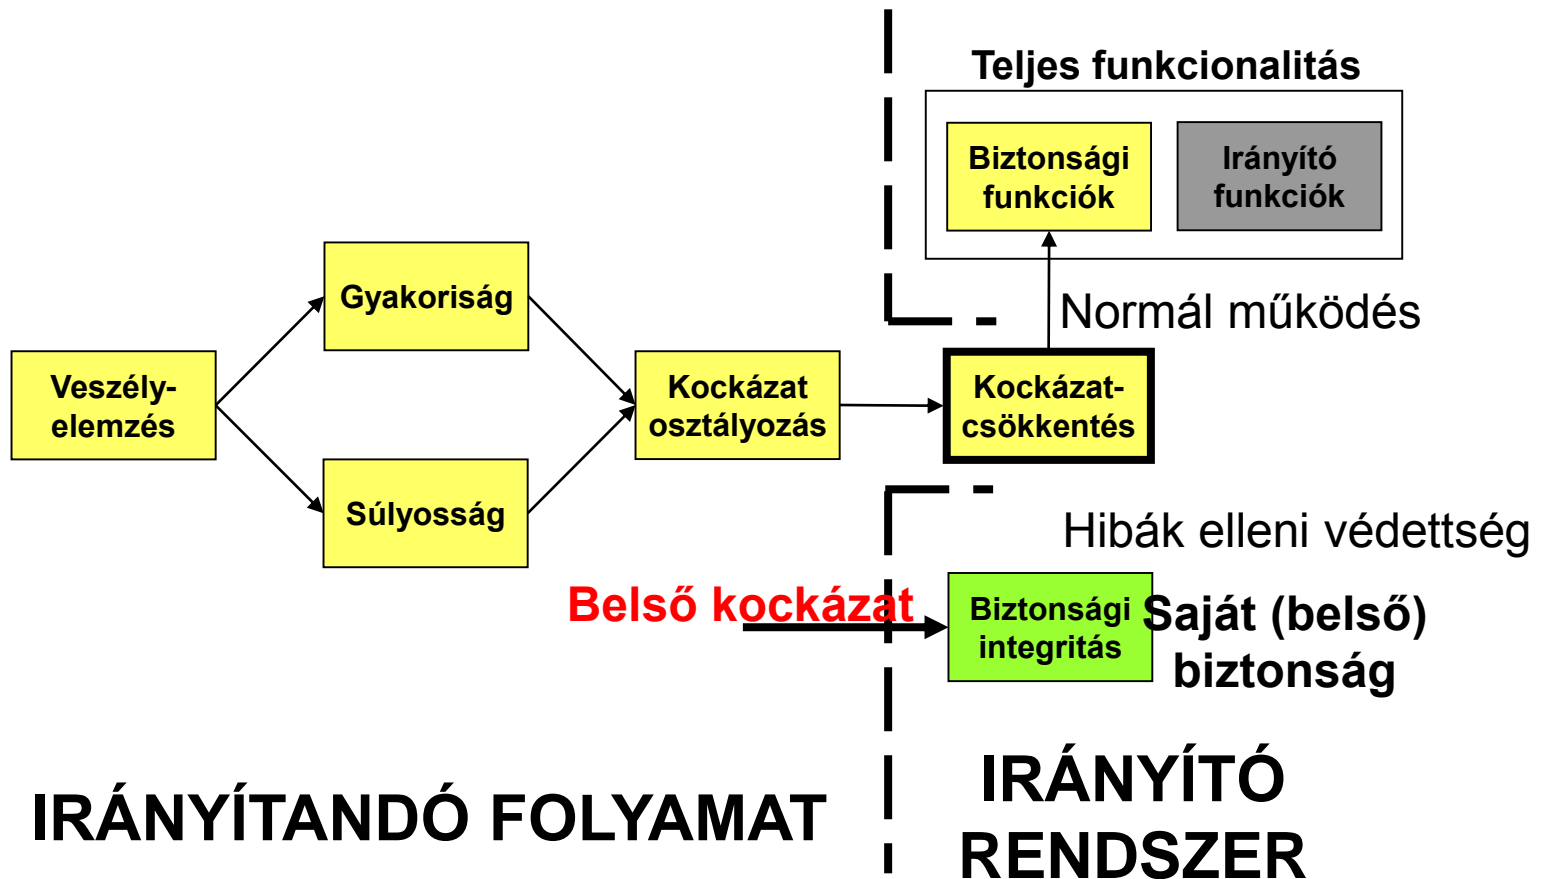 Teljes funkcionalitás
Biztonsági
funkciók
Irányító
funkciók
Gyakoriság
Normál működés
Veszély-
elemzés
Kockázat
osztályozás
Kockázat-
csökkentés
Súlyosság
Hibák elleni védettség
Belső kockázat
Biztonsági
integritás
Saját (belső)
biztonság
IRÁNYÍTANDÓ FOLYAMAT
IRÁNYÍTÓ
RENDSZER